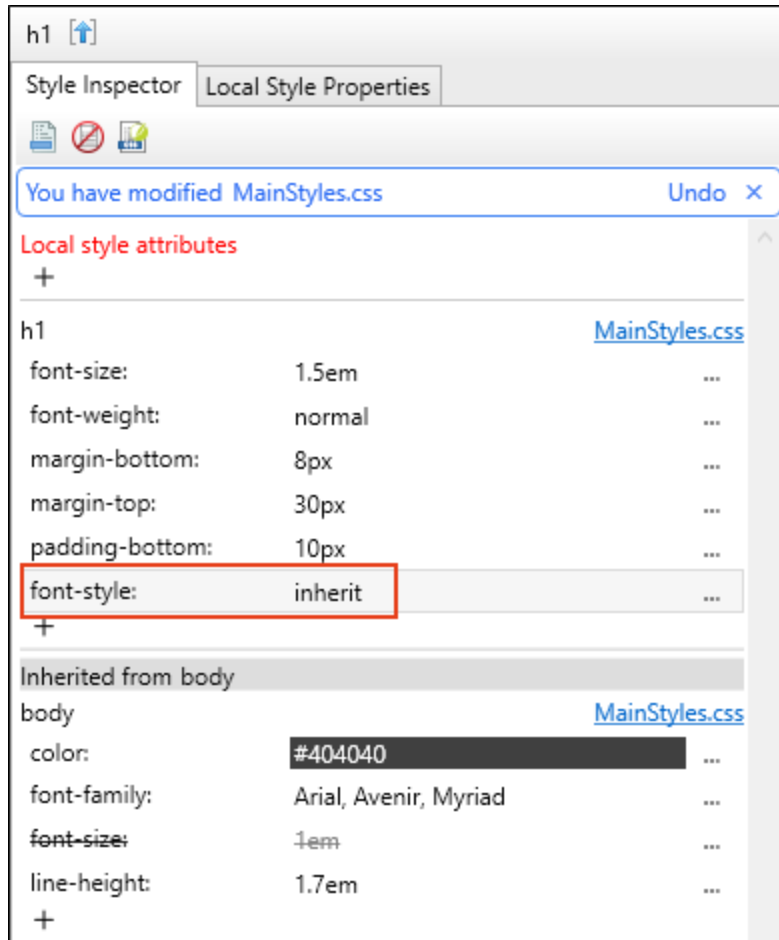 h1
Style Inspector Local Style Properties
You have modified MainStyles.css Undo ×
Local style attributes
+
h1 MainStyles.css
font-size: 1.5em ...
font-weight: normal ...
margin-bottom: 8px ...
margin-top: 30px ...
padding-bottom: 10px ...
font-style: inherit ...
+
Inherited from body
body MainStyles.css
color: #404040 ...
font-family: Arial, Avenir, Myriad ...
font-size: 1em ...
line-height: 1.7em ...
+